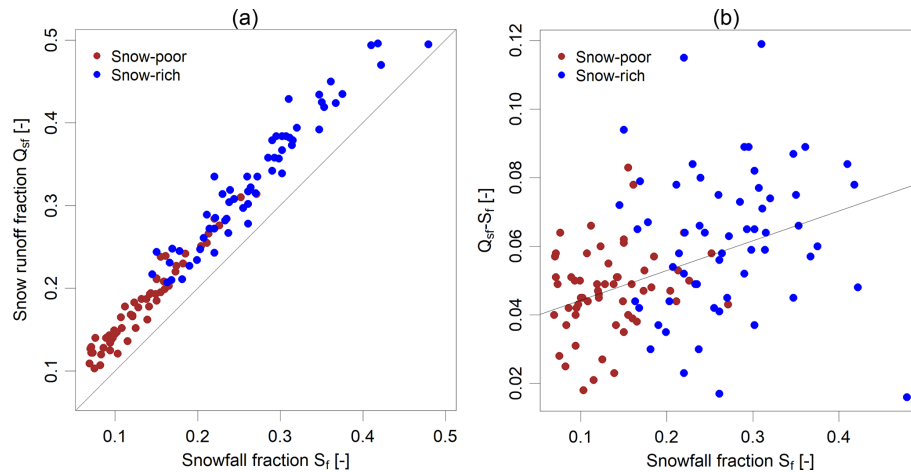 (a)
Snow-poor
Snow-rich
Snow runoff fraction Qsf [-]
0.5
0.4
0.3
0.2
0.1
0.1 0.2 0.3 0.4 0.5
Snowfall fraction Sf [-]
(b)
Snow-poor
Snow-rich
Qsf-Sf [-]
0.12
0.10
0.08
0.06
0.04
0.02
0.1 0.2 0.3 0.4
Snowfall fraction Sf [-]